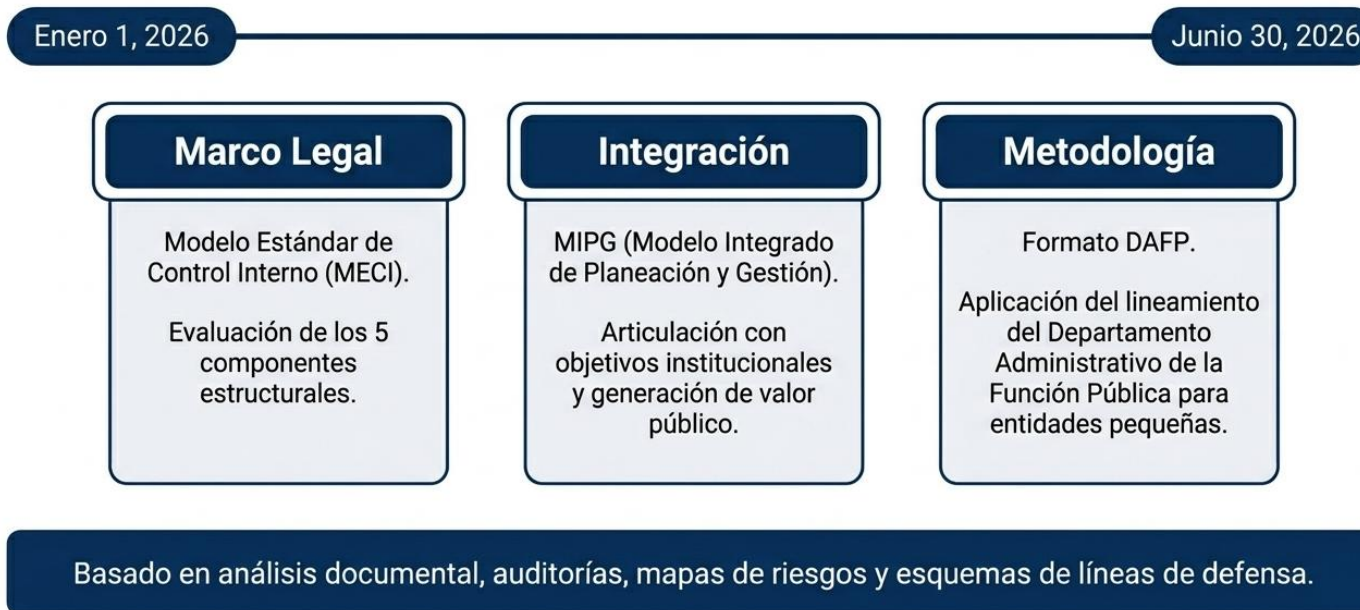 Enero 1, 2026
Junio 30, 2026
Marco Legal
Modelo Estándar de
Control Interno (MECI).
Evaluación de los 5
componentes
estructurales.
Integración
MIPG (Modelo Integrado
de Planeación y Gestión).
Articulación con
objetivos institucionales
y generación de valor
público.
Metodología
Formato DAFP.
Aplicación del lineamiento
del Departamento
Administrativo de la
Función Pública para
entidades pequeñas.
Basado en análisis documental, auditorías, mapas de riesgos y esquemas de líneas de defensa.